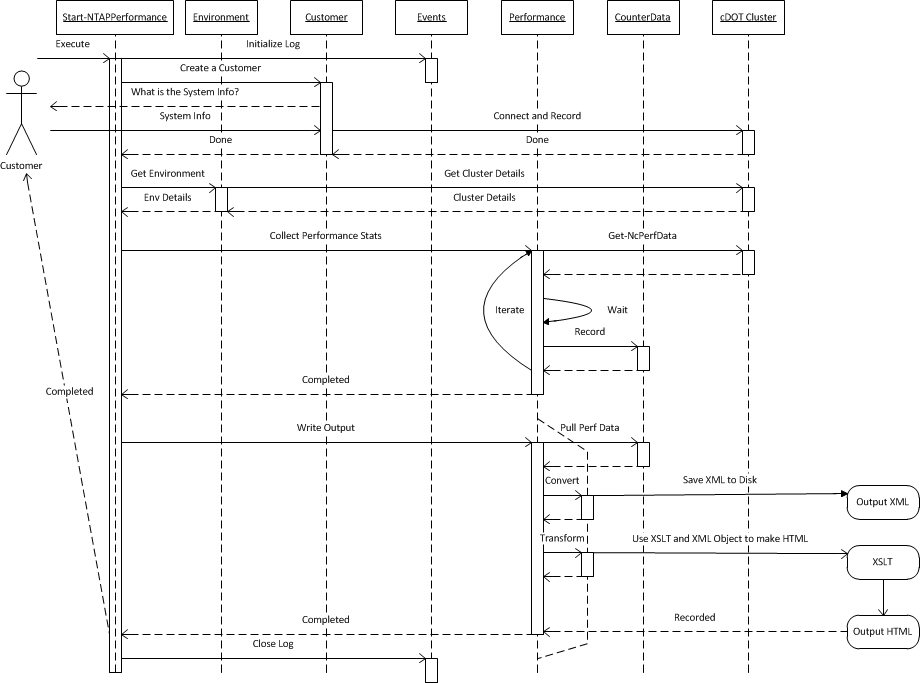 Start-NTAPPerformance
Environment
Customer
Events
Performance
CounterData
cDOT Cluster
Execute
Initialize Log
Create a Customer
What is the System Info?
System Info
Connect and Record
Done
Done
Customer
Get Environment
Get Cluster Details
Env Details
Cluster Details
Collect Performance Stats
Get-NcPerfData
Iterate
Wait
Record
Completed
Completed
Write Output
Pull Perf Data
Convert
Save XML to Disk
Output XML
Transform
Use XSLT and XML Object to make HTML
XSLT
Completed
Recorded
Output HTML
Close Log